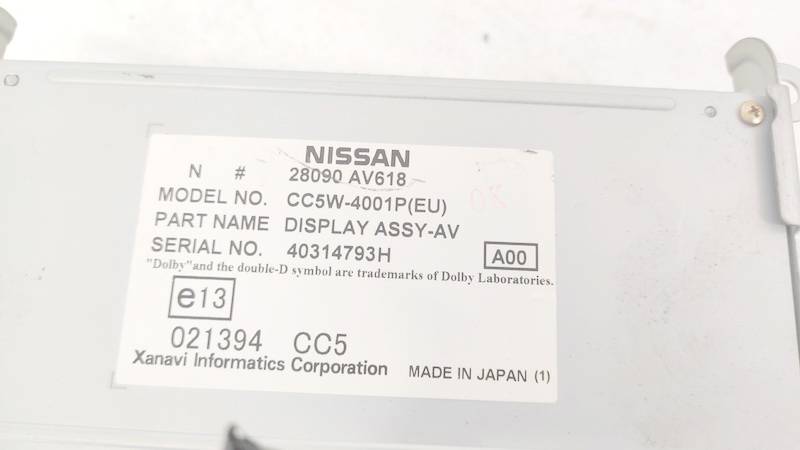 NISSAN
N # 28090 AV618
MODEL NO. CC5W-4001P(EU)
PART NAME DISPLAY ASSY-AV
SERIAL NO. 40314793H A00
"Dolby"and the double-D symbol are trademarks of Dolby Laboratories.
e13
021394 CC5
Xanavi Informatics Corporation MADE IN JAPAN (1)